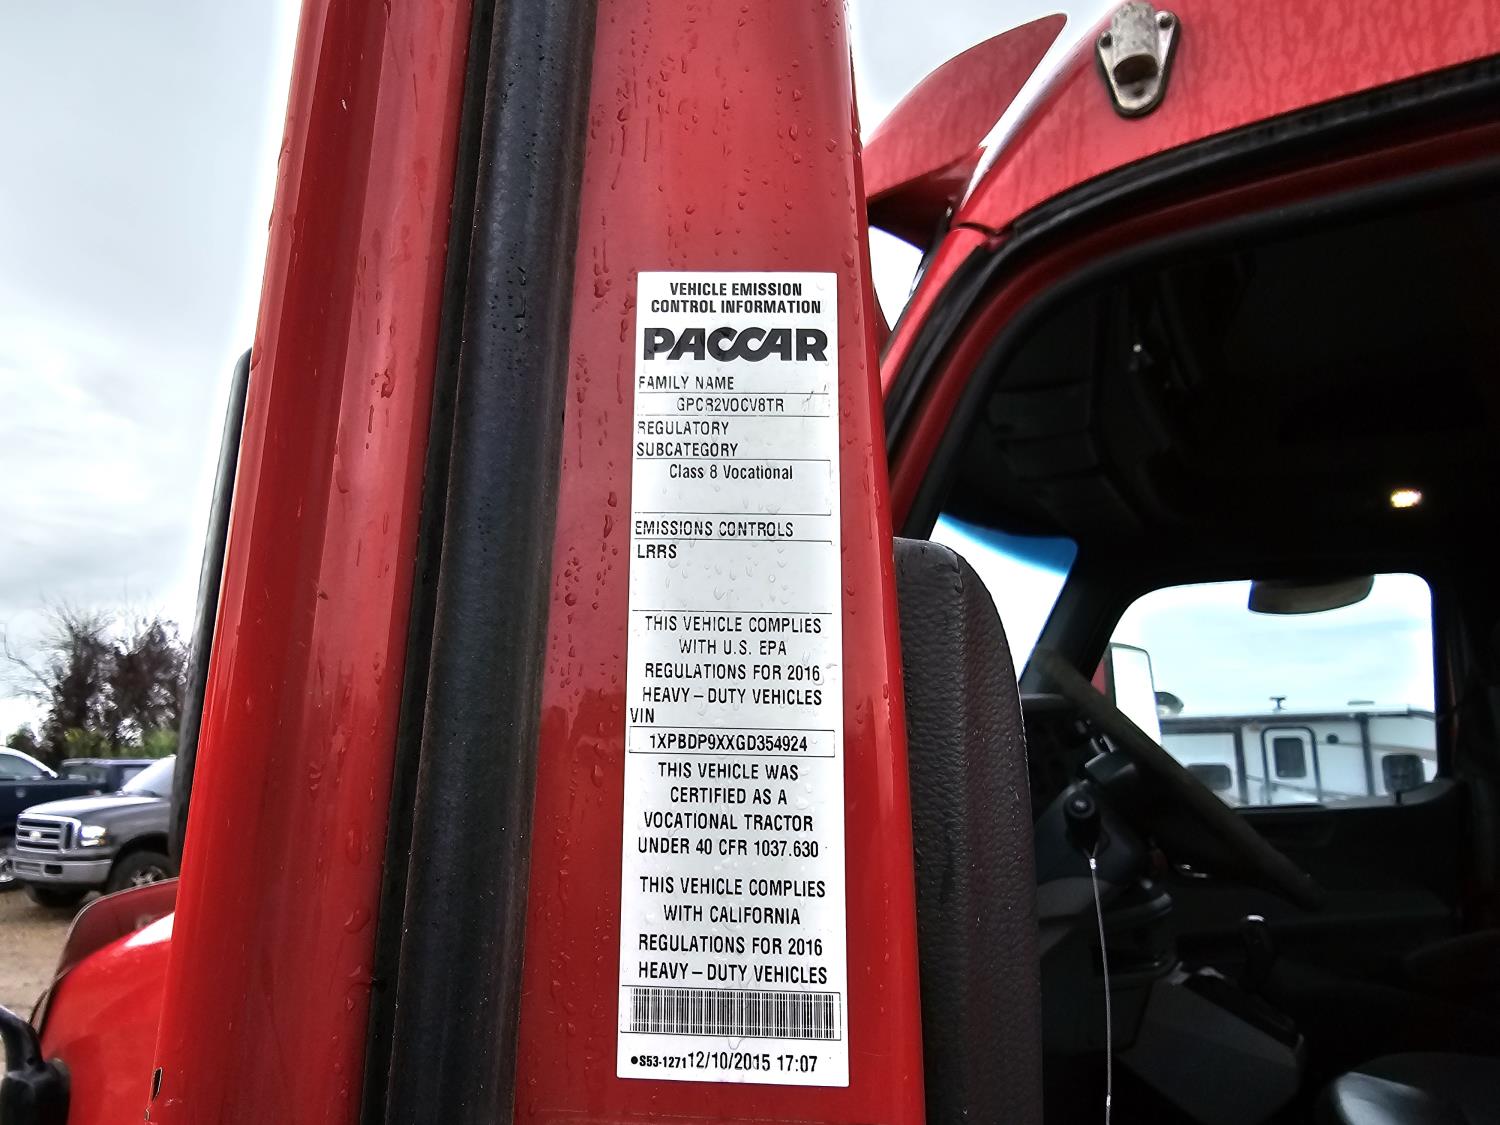 VEHICLE EMISSION
CONTROL INFORMATION
PACCAR
FAMILY NAME
GPCR2VOCV8TR
REGULATORY
SUBCATEGORY
Class 8 Vocational
EMISSIONS CONTROLS
LRRS
THIS VEHICLE COMPLIES
WITH U.S. EPA
REGULATIONS FOR 2016
HEAVY-DUTY VEHICLES
VIN
1XPBDP9XXGD354924
THIS VEHICLE WAS
CERTIFIED AS A
VOCATIONAL TRACTOR
UNDER 40 CFR 1037.630
THIS VEHICLE COMPLIES
WITH CALIFORNIA
REGULATIONS FOR 2016
HEAVY-DUTY VEHICLES
●S53-1271 12/10/2015 17:07